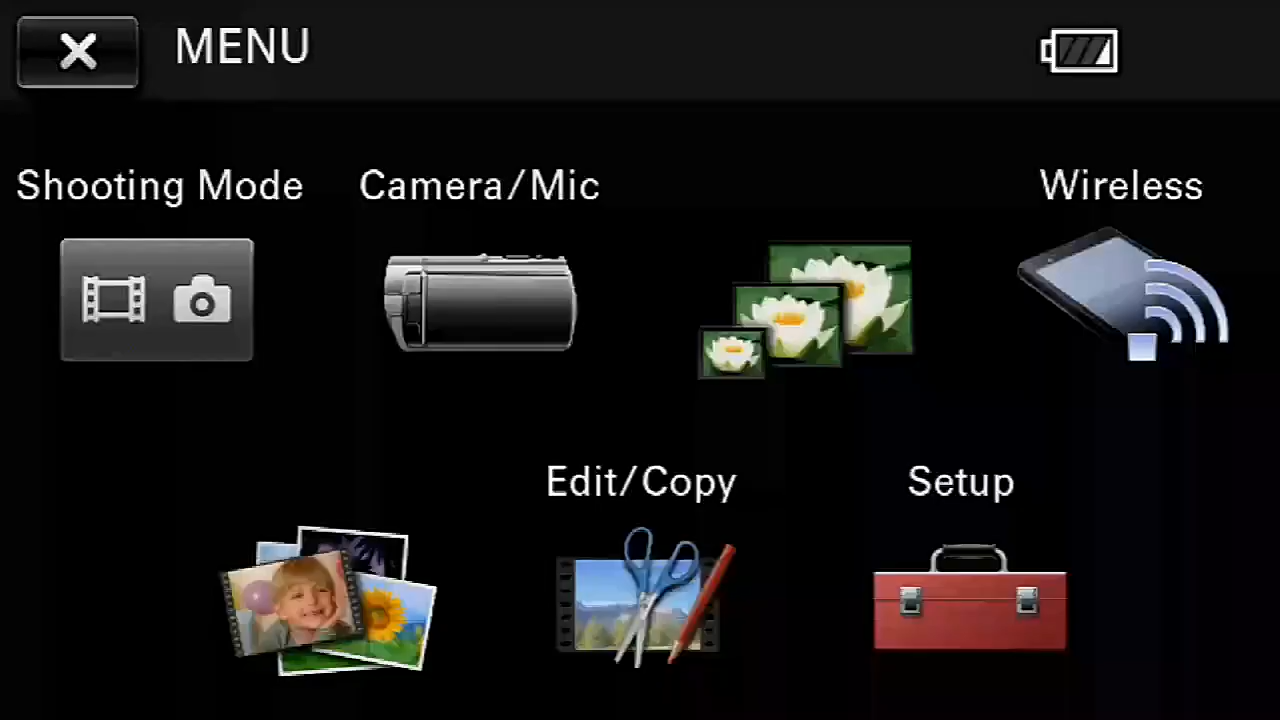 MENU
Shooting Mode
Camera/Mic
Wireless
Edit/Copy
Setup